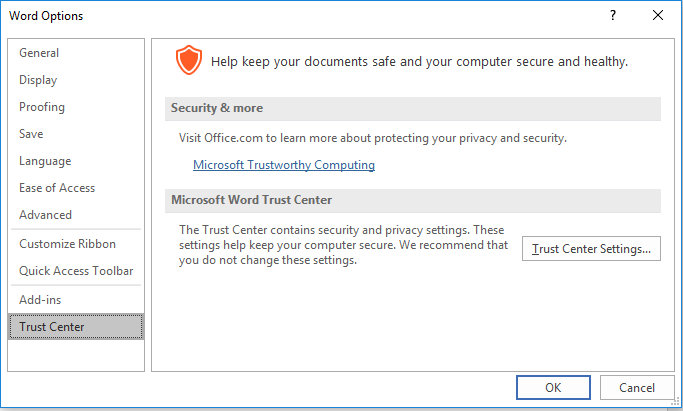 Word Options
?
General
Display
Proofing
Save
Language
Ease of Access
Advanced
Customize Ribbon
Quick Access Toolbar
Add-ins
Trust Center
Help keep your documents safe and your computer secure and healthy.
Security & more
Visit Office.com to learn more about protecting your privacy and security.
Microsoft Trustworthy Computing
Microsoft Word Trust Center
The Trust Center contains security and privacy settings. These
settings help keep your computer secure. We recommend that
you do not change these settings.
Trust Center Settings...
OK
Cancel